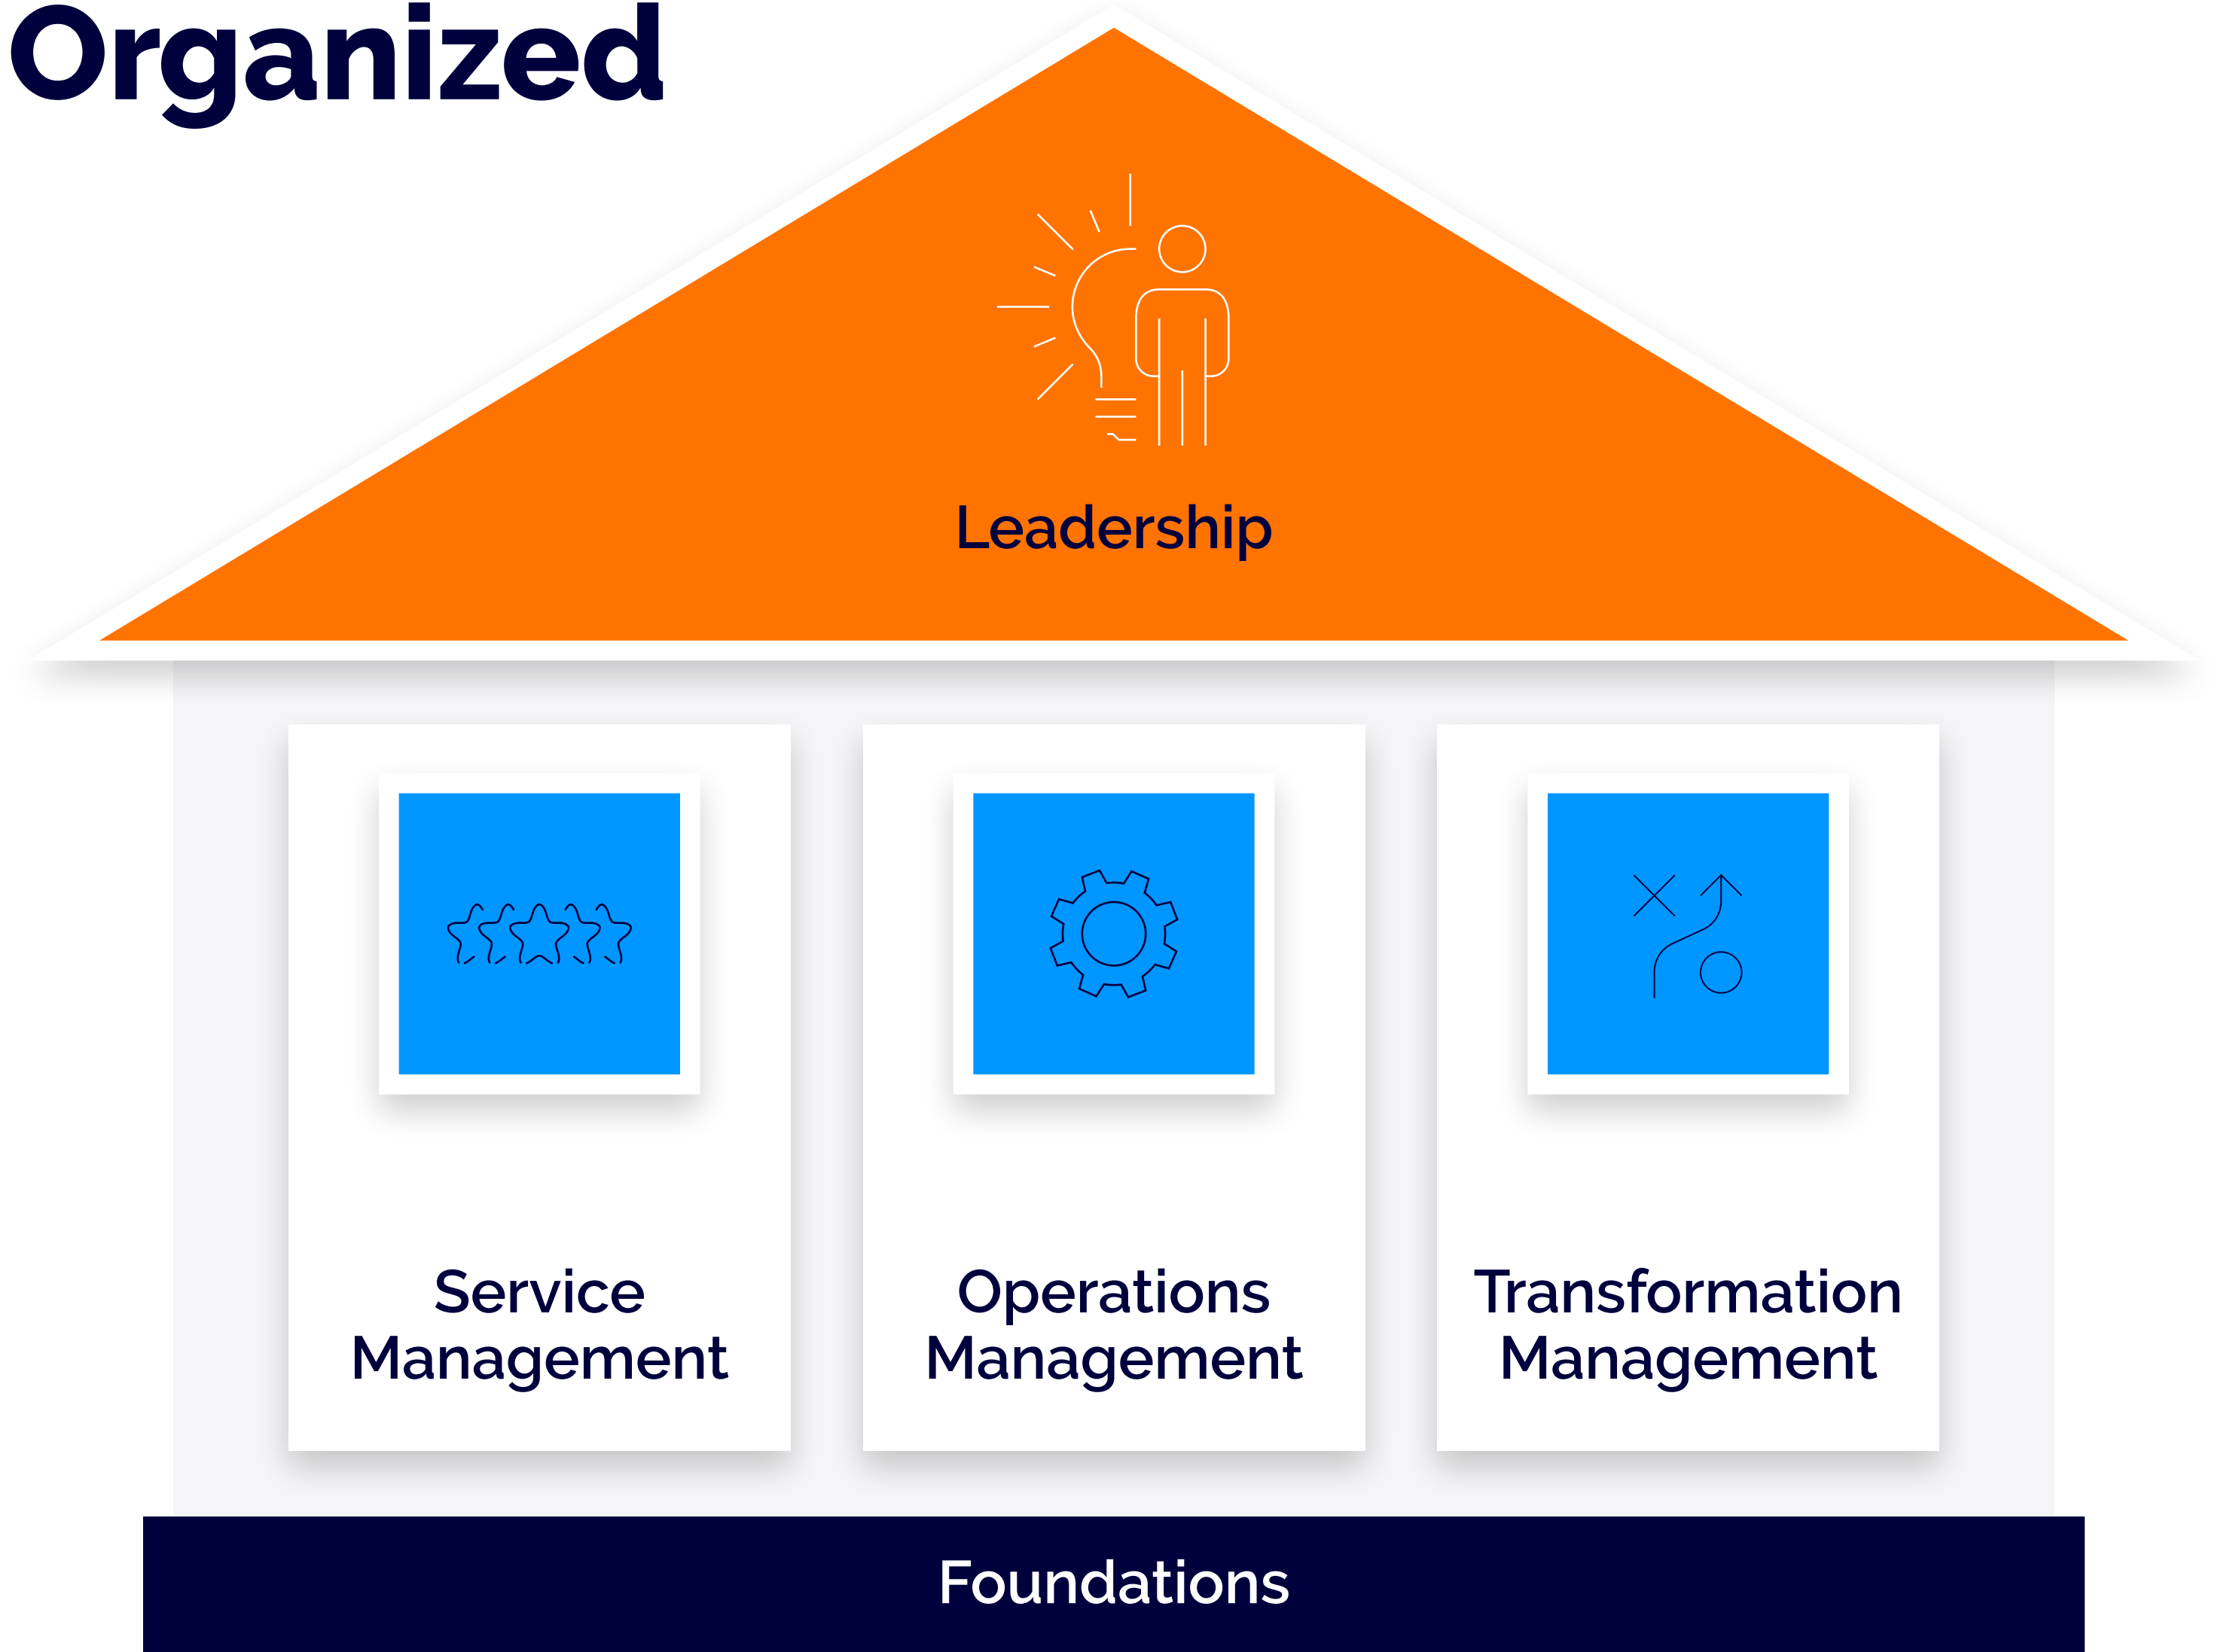 Organized
Leadership
Service
Management
Operations
Management
Transformation
Management
Foundations